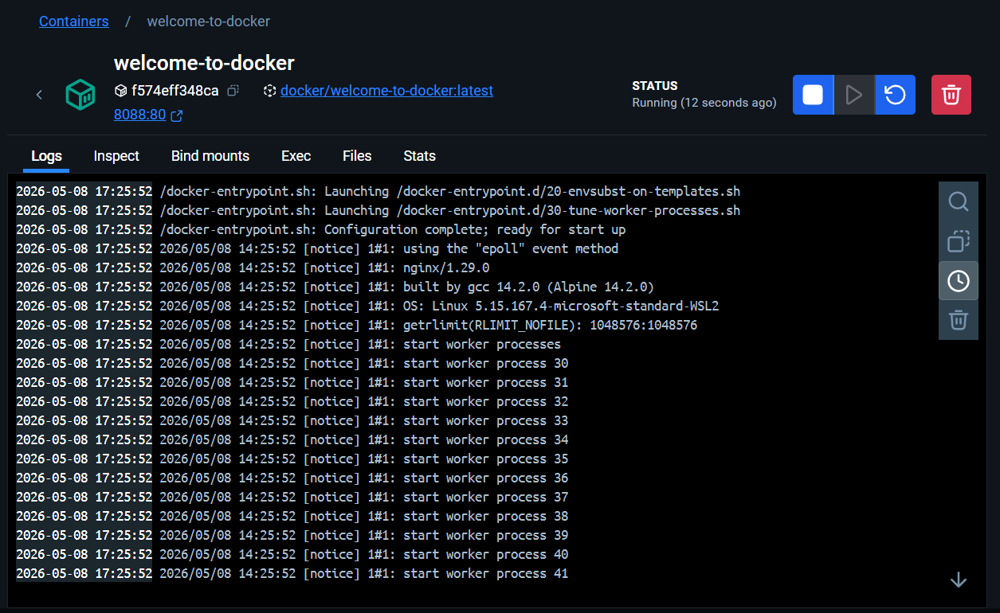 Containers / welcome-to-docker
welcome-to-docker
f574eff348ca docker/welcome-to-docker:latest
8088:80
STATUS
Running (12 seconds ago)
Logs Inspect Bind mounts Exec Files Stats
2026-05-08 17:25:52 /docker-entrypoint.sh: Launching /docker-entrypoint.d/20-envsubst-on-templates.sh
2026-05-08 17:25:52 /docker-entrypoint.sh: Launching /docker-entrypoint.d/30-tune-worker-processes.sh
2026-05-08 17:25:52 /docker-entrypoint.sh: Configuration complete; ready for start up
2026-05-08 17:25:52 2026/05/08 14:25:52 [notice] 1#1: using the "epoll" event method
2026-05-08 17:25:52 2026/05/08 14:25:52 [notice] 1#1: nginx/1.29.0
2026-05-08 17:25:52 2026/05/08 14:25:52 [notice] 1#1: built by gcc 14.2.0 (Alpine 14.2.0)
2026-05-08 17:25:52 2026/05/08 14:25:52 [notice] 1#1: OS: Linux 5.15.167.4-microsoft-standard-WSL2
2026-05-08 17:25:52 2026/05/08 14:25:52 [notice] 1#1: getrlimit(RLIMIT_NOFILE): 1048576:1048576
2026-05-08 17:25:52 2026/05/08 14:25:52 [notice] 1#1: start worker processes
2026-05-08 17:25:52 2026/05/08 14:25:52 [notice] 1#1: start worker process 30
2026-05-08 17:25:52 2026/05/08 14:25:52 [notice] 1#1: start worker process 31
2026-05-08 17:25:52 2026/05/08 14:25:52 [notice] 1#1: start worker process 32
2026-05-08 17:25:52 2026/05/08 14:25:52 [notice] 1#1: start worker process 33
2026-05-08 17:25:52 2026/05/08 14:25:52 [notice] 1#1: start worker process 34
2026-05-08 17:25:52 2026/05/08 14:25:52 [notice] 1#1: start worker process 35
2026-05-08 17:25:52 2026/05/08 14:25:52 [notice] 1#1: start worker process 36
2026-05-08 17:25:52 2026/05/08 14:25:52 [notice] 1#1: start worker process 37
2026-05-08 17:25:52 2026/05/08 14:25:52 [notice] 1#1: start worker process 38
2026-05-08 17:25:52 2026/05/08 14:25:52 [notice] 1#1: start worker process 39
2026-05-08 17:25:52 2026/05/08 14:25:52 [notice] 1#1: start worker process 40
2026-05-08 17:25:52 2026/05/08 14:25:52 [notice] 1#1: start worker process 41